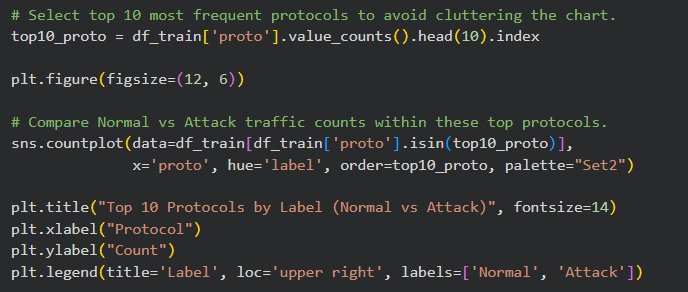 # Select top 10 most frequent protocols to avoid cluttering the chart.
top10_proto = df_train['proto'].value_counts().head(10).index
plt.figure(figsize=(12, 6))
# Compare Normal vs Attack traffic counts within these top protocols.
sns.countplot(data=df_train[df_train['proto'].isin(top10_proto)],
x='proto', hue='label', order=top10_proto, palette="Set2")
plt.title("Top 10 Protocols by Label (Normal vs Attack)", fontsize=14)
plt.xlabel("Protocol")
plt.ylabel("Count")
plt.legend(title='Label', loc='upper right', labels=['Normal', 'Attack'])